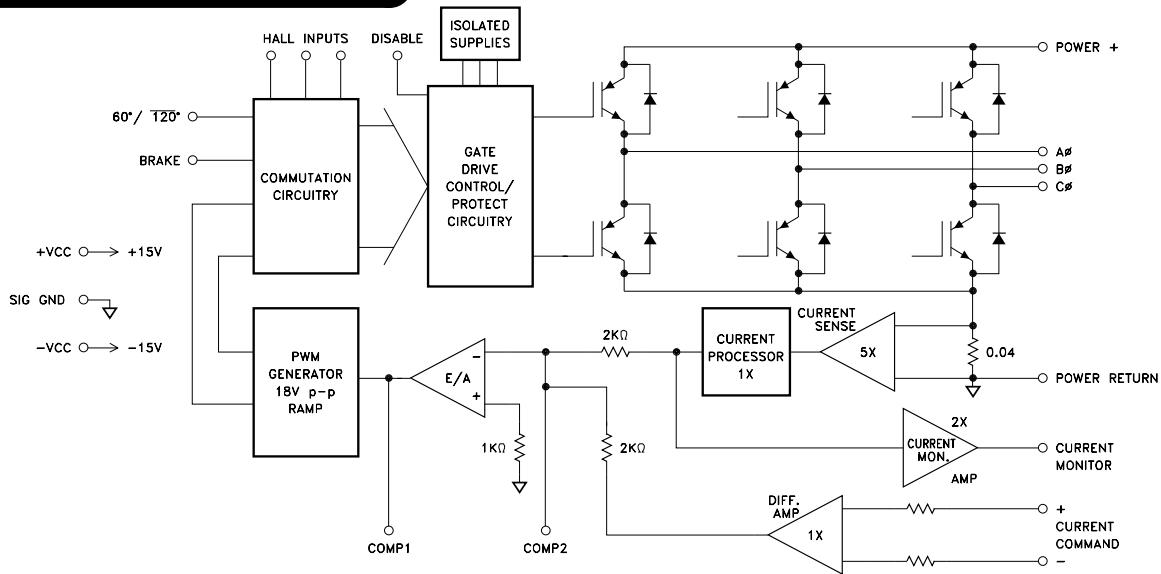 ISOLATED
SUPPLIES
HALL INPUTS
DISABLE
POWER +
60°/ 120°
BRAKE
COMMUTATION
CIRCUITRY
GATE
DRIVE
CONTROL/
PROTECT
CIRCUITRY
AØ
BØ
CØ
+VCC
+15V
SIG GND
-VCC
-15V
PWM
GENERATOR
18V p-p
RAMP
E/A
-
+
2KΩ
1KΩ
2KΩ
CURRENT
PROCESSOR
1X
CURRENT
SENSE
5X
0.04
POWER RETURN
2X
CURRENT
MON.
AMP
CURRENT
MONITOR
DIFF.
AMP
1X
+
CURRENT
COMMAND
-
COMP1
COMP2